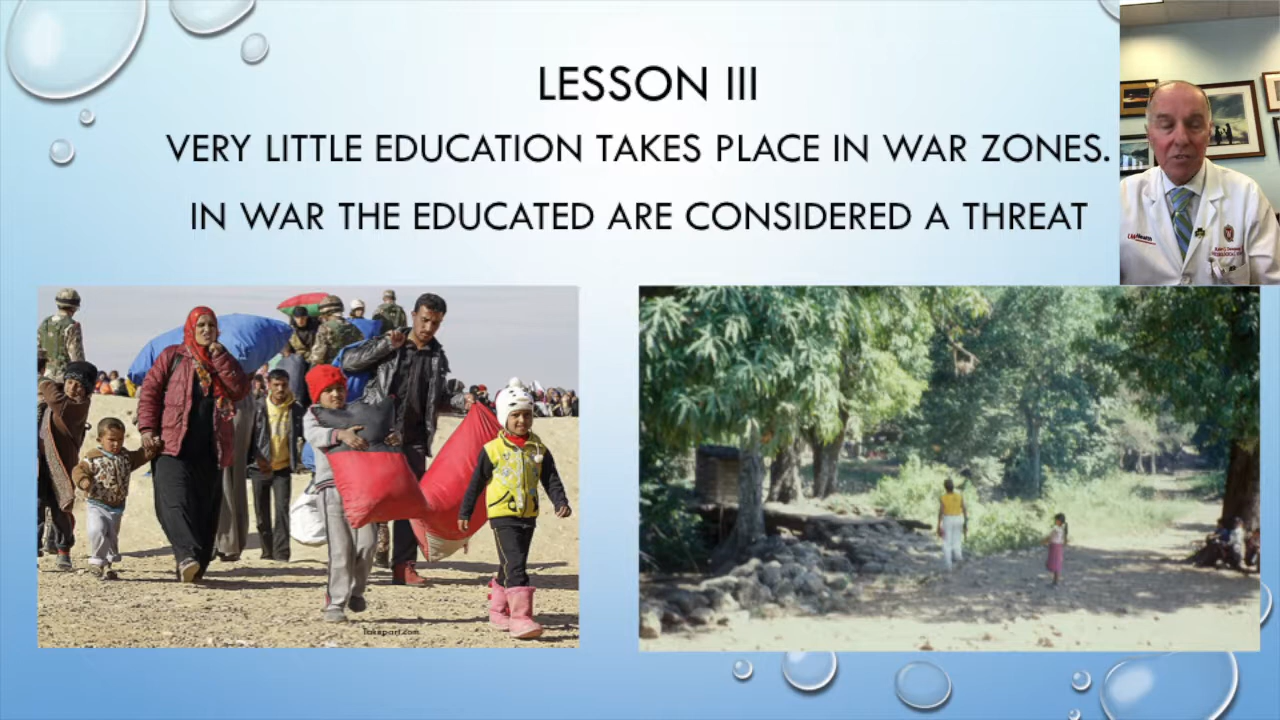 LESSON III
VERY LITTLE EDUCATION TAKES PLACE IN WAR ZONES.
IN WAR THE EDUCATED ARE CONSIDERED A THREAT
takepart.com